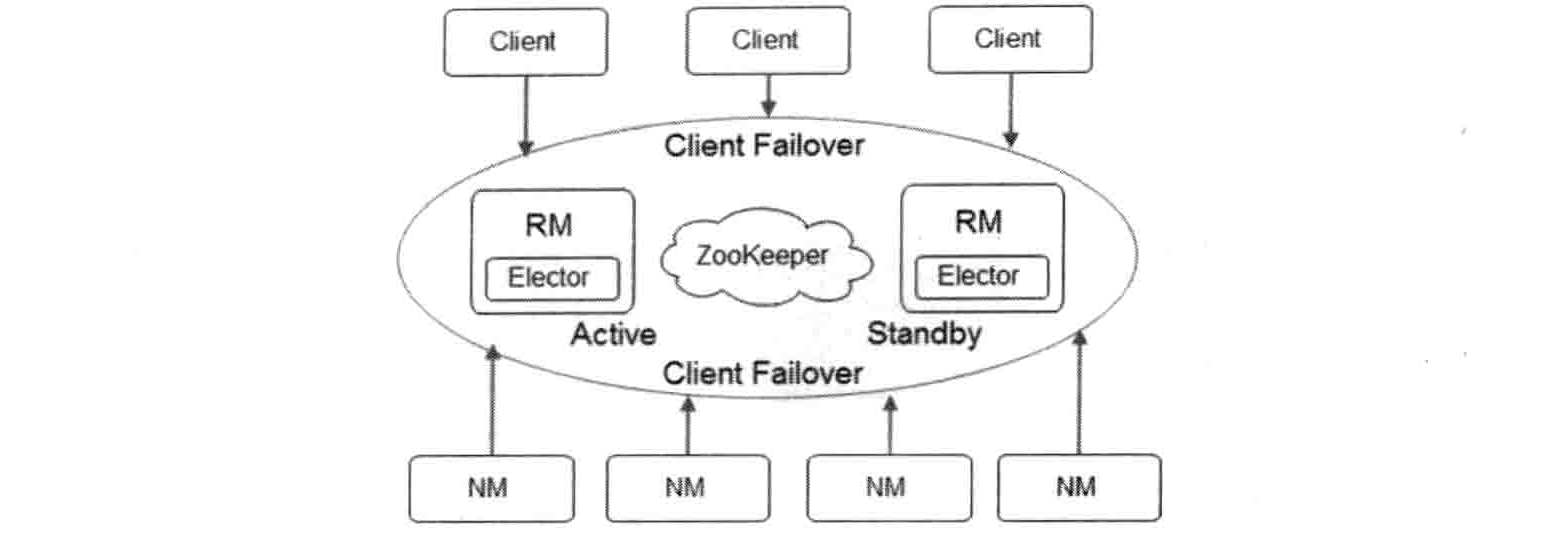 Client Client Client
Client Failover
RM RM
ZooKeeper
Elector Elector
Active Standby
Client Failover
NM NM NM NM